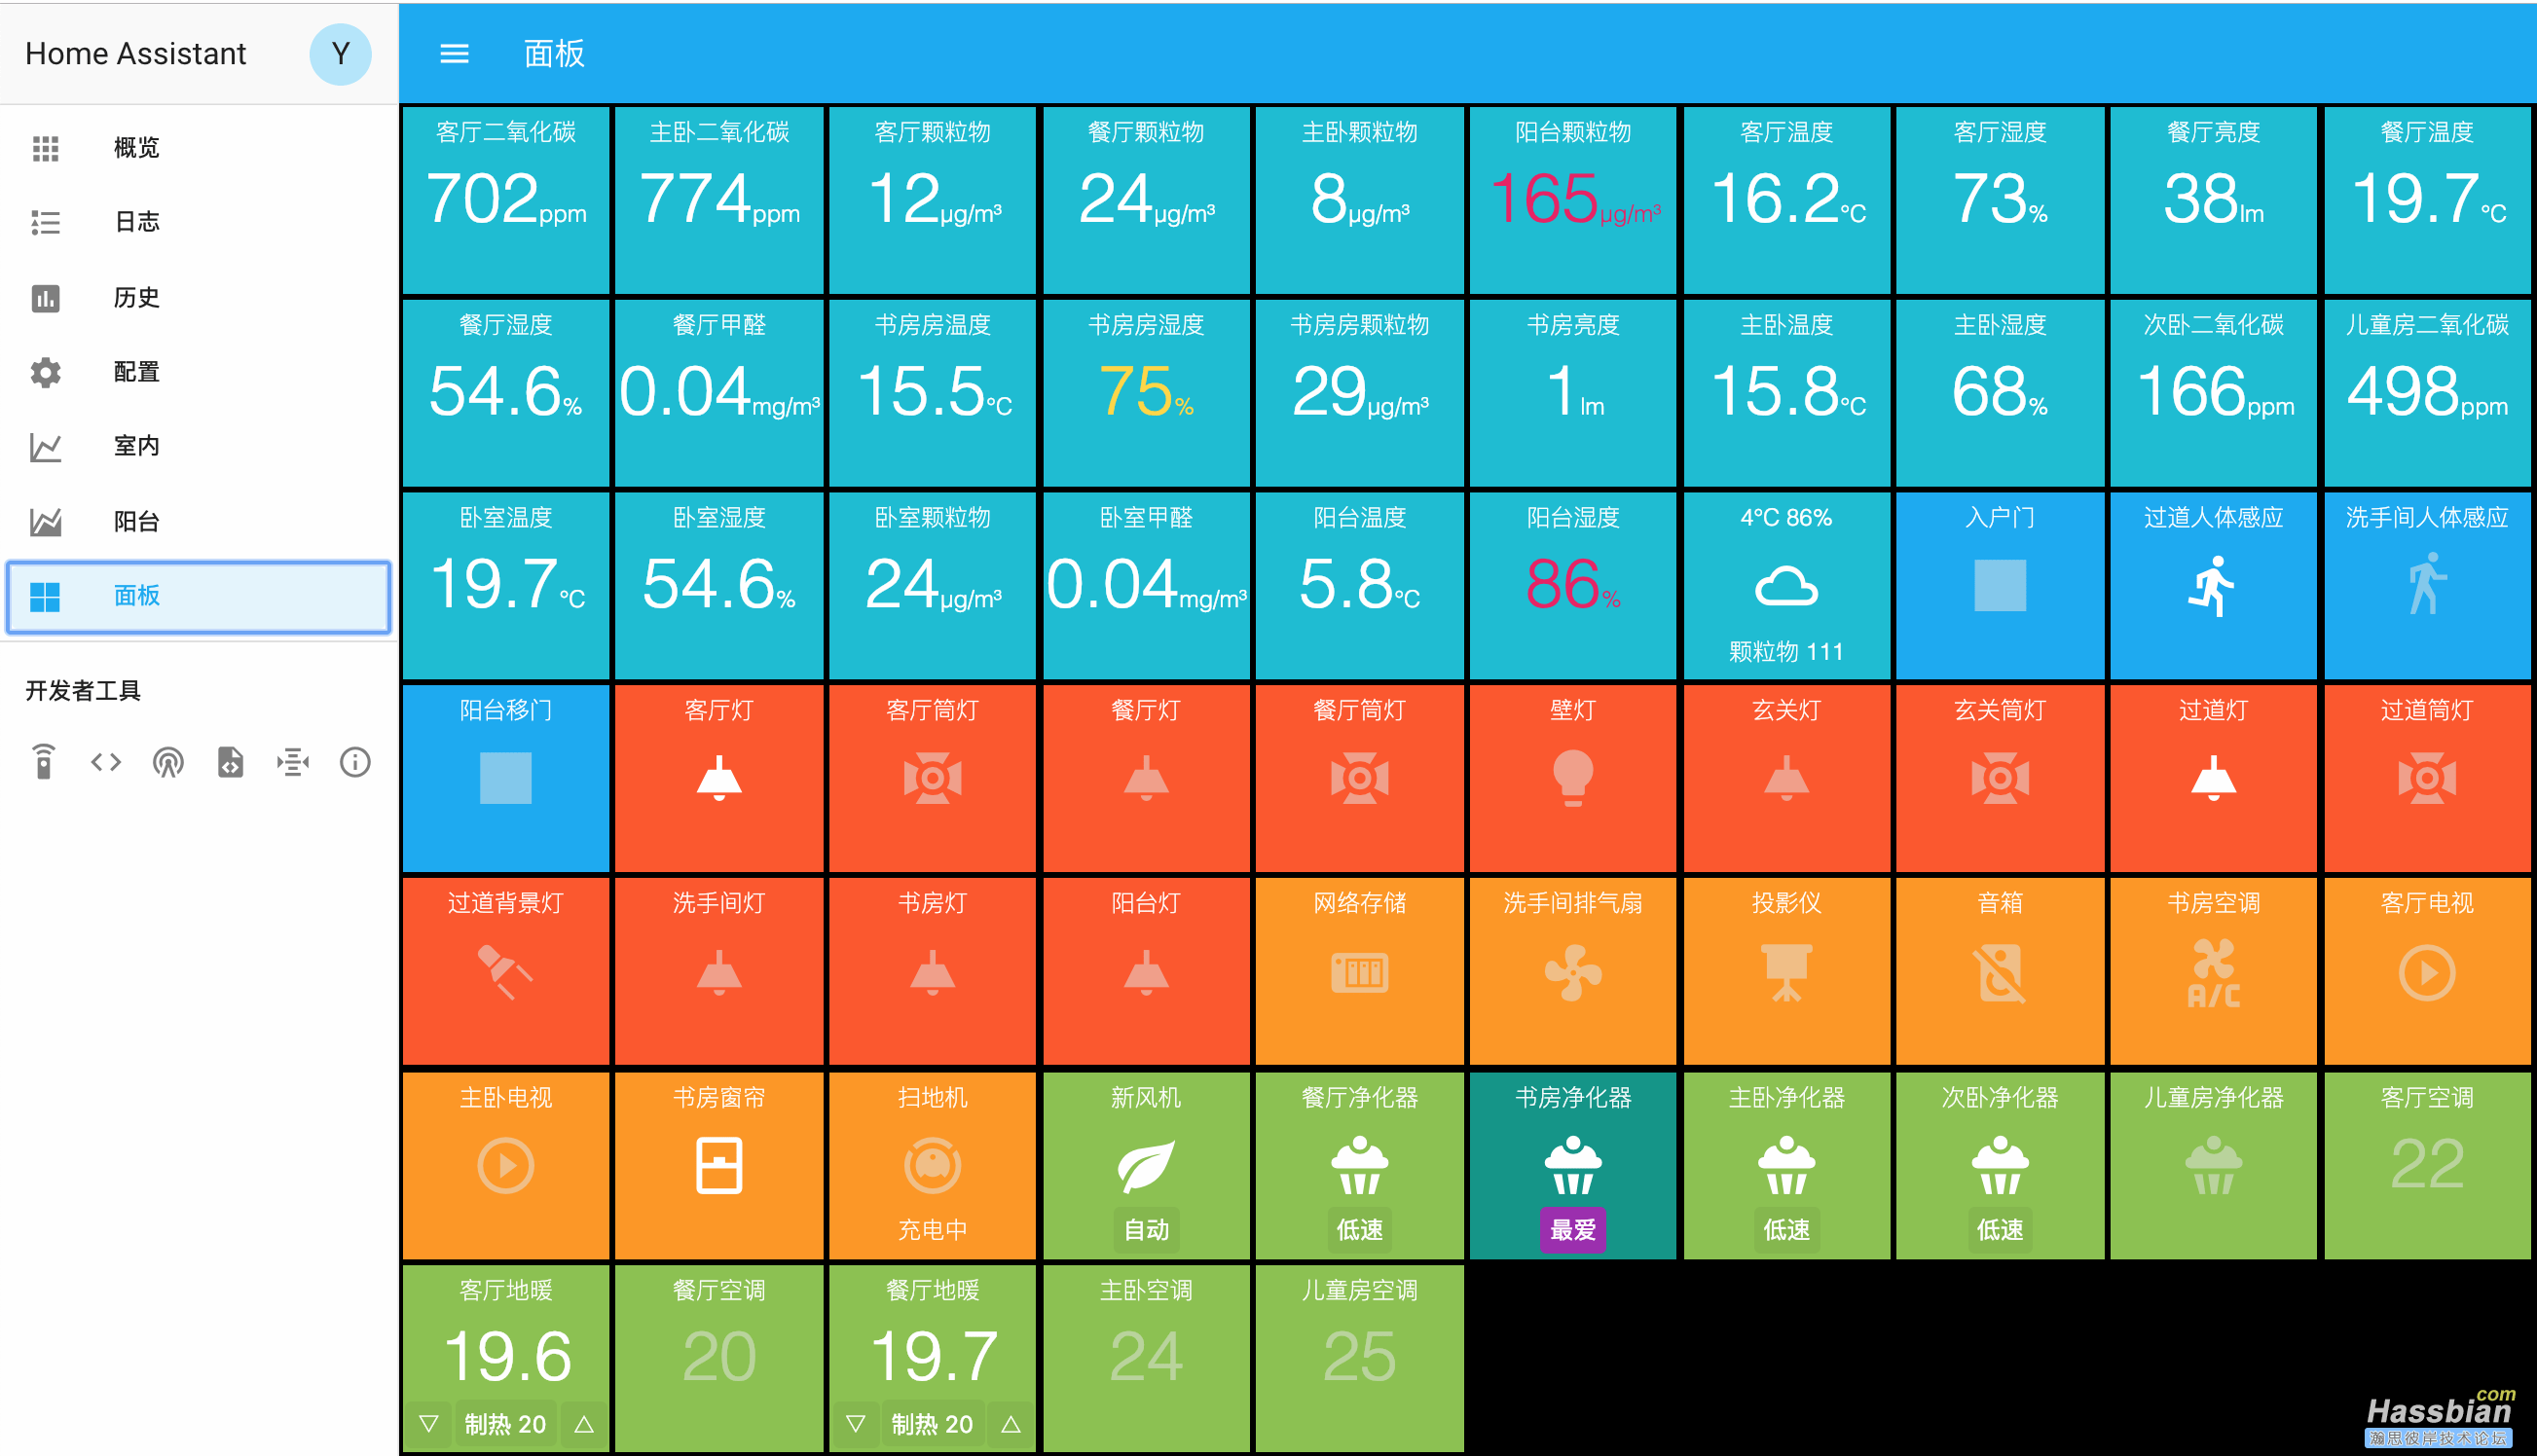 Home Assistant
Y
面板
概览
日志
历史
配置
室内
阳台
面板
开发者工具
客厅二氧化碳
702ppm
主卧二氧化碳
774ppm
客厅颗粒物
12µg/m³
餐厅颗粒物
24µg/m³
主卧颗粒物
8µg/m³
阳台颗粒物
165µg/m³
客厅温度
16.2°C
客厅湿度
73%
餐厅亮度
38lm
餐厅温度
19.7°C
餐厅湿度
54.6%
餐厅甲醛
0.04mg/m³
书房房温度
15.5°C
书房房湿度
75%
书房房颗粒物
29µg/m³
书房亮度
1lm
主卧温度
15.8°C
主卧湿度
68%
次卧二氧化碳
166ppm
儿童房二氧化碳
498ppm
卧室温度
19.7°C
卧室湿度
54.6%
卧室颗粒物
24µg/m³
卧室甲醛
0.04mg/m³
阳台温度
5.8°C
阳台湿度
86%
4°C 86%
颗粒物 111
入户门
过道人体感应
洗手间人体感应
阳台移门
客厅灯
客厅筒灯
餐厅灯
餐厅筒灯
壁灯
玄关灯
玄关筒灯
过道灯
过道筒灯
过道背景灯
洗手间灯
书房灯
阳台灯
网络存储
洗手间排气扇
投影仪
音箱
书房空调
A/C
客厅电视
主卧电视
书房窗帘
扫地机
充电中
新风机
自动
餐厅净化器
低速
书房净化器
最爱
主卧净化器
低速
次卧净化器
低速
儿童房净化器
客厅空调
22
客厅地暖
19.6
▽ 制热 20 △
餐厅空调
20
餐厅地暖
19.7
▽ 制热 20 △
主卧空调
24
儿童房空调
25
.com
Hassbian
瀚思彼岸技术论坛